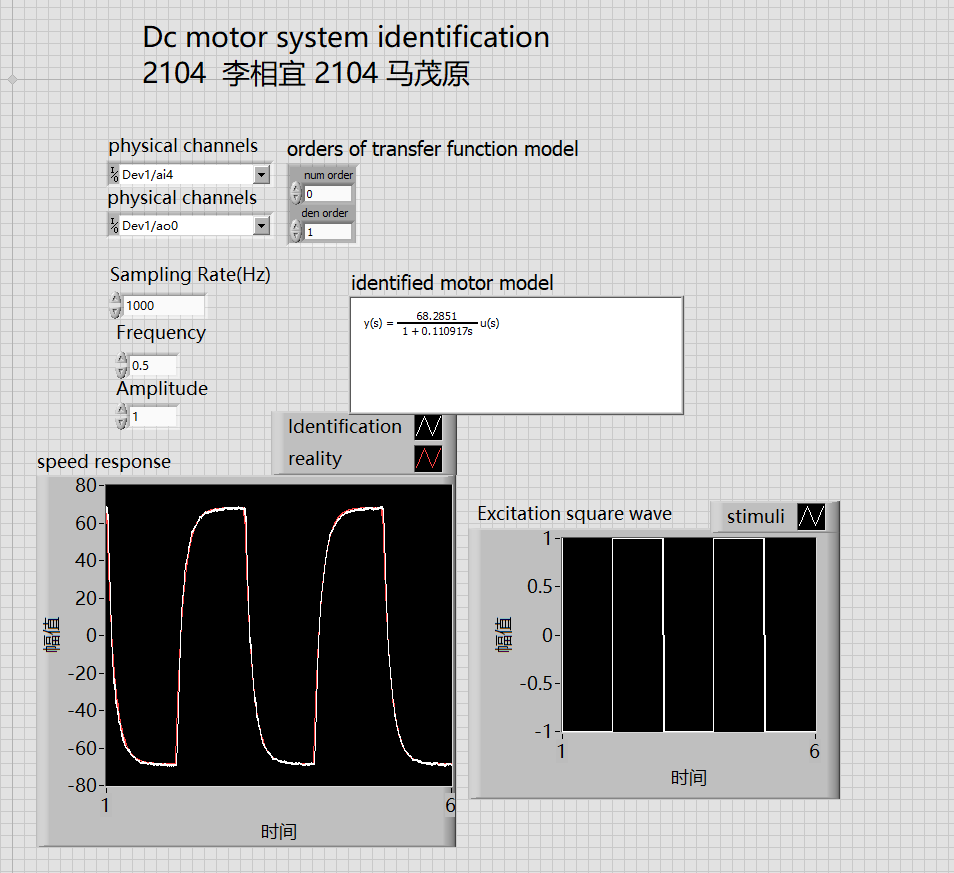 Dc motor system identification
2104 李相宜 2104 马茂原
physical channels
Dev1/ai4
physical channels
Dev1/ao0
orders of transfer function model
num order
0
den order
1
Sampling Rate(Hz)
1000
Frequency
0.5
Amplitude
1
identified motor model
y(s) = 68.2851 / 1 + 0.110917s u(s)
Identification
reality
speed response
80
60
40
20
0
-20
-40
-60
-80
幅值
1 6
时间
Excitation square wave
stimuli
1
0.5
0
-0.5
-1
幅值
1 6
时间